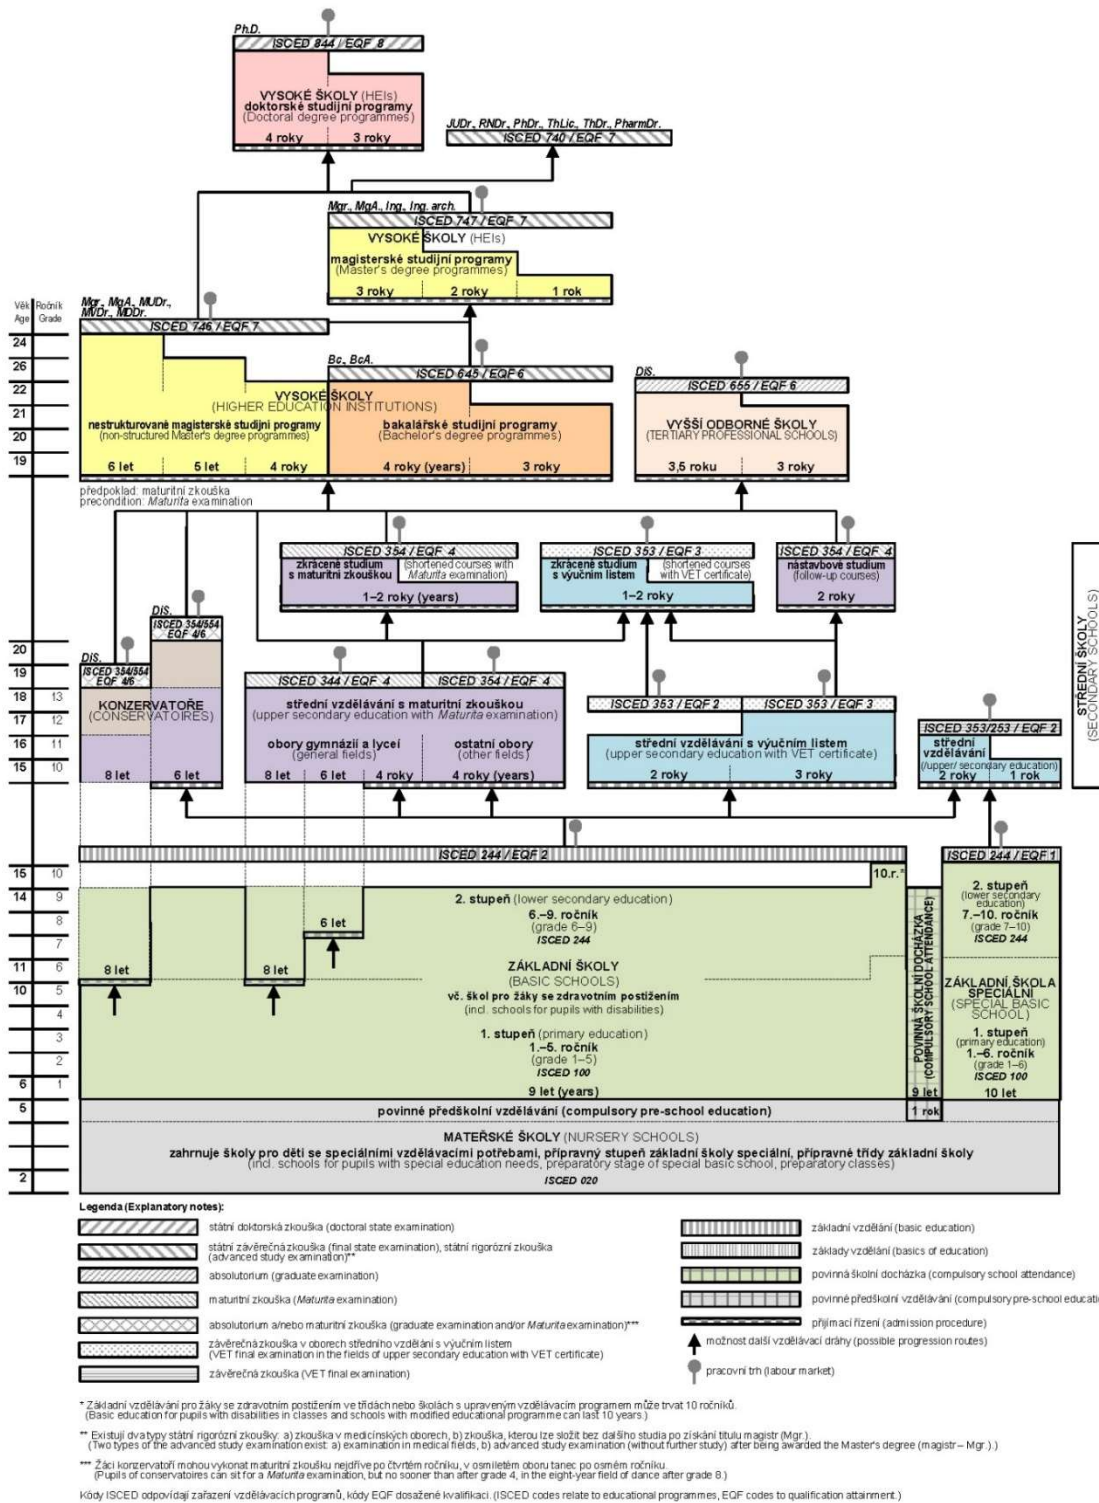 Ph.D.
ISCED 844 / EQF 8
VYSOKÉ ŠKOLY (HEIs)
doktorské studijní programy
(Doctoral degree programmes)
4 roky 3 roky
JUDr., RNDr., PhDr., ThLic., ThDr., PharmDr.
ISCED 740 / EQF 7
Mgr., MgA., Ing., Ing. arch.
ISCED 747 / EQF 7
VYSOKÉ ŠKOLY (HEIs)
magisterské studijní programy
(Master's degree programmes)
3 roky 2 roky 1 rok
Věk Ročník
Age Grade
Mgr., MgA., MUDr.,
MVDr., MDDr.
ISCED 746 / EQF 7
Bc., BcA.
ISCED 645 / EQF 6
DiS.
ISCED 655 / EQF 6
24
26
22
21
20
19
VYSOKÉ ŠKOLY
(HIGHER EDUCATION INSTITUTIONS)
nestrukturované magisterské studijní programy
(non-structured Master's degree programmes)
6 let 5 let 4 roky
bakalářské studijní programy
(Bachelor's degree programmes)
4 roky (years) 3 roky
VYŠŠÍ ODBORNÉ ŠKOLY
(TERTIARY PROFESSIONAL SCHOOLS)
3,5 roku 3 roky
předpoklad: maturitní zkouška
precondition: Maturita examination
ISCED 354 / EQF 4
zkrácené studium
s maturitní zkouškou
(shortened courses with
Maturita examination)
1–2 roky (years)
ISCED 353 / EQF 3
zkrácené studium
s výučním listem
(shortened courses
with VET certificate)
1–2 roky
ISCED 354 / EQF 4
nástavbové studium
(follow-up courses)
2 roky
STŘEDNÍ ŠKOLY
(SECONDARY SCHOOLS)
DiS.
ISCED 354/554
EQF 4/6
DiS.
ISCED 354/554
EQF 4/6
20
19
18 13
17 12
16 11
15 10
KONZERVATOŘE
(CONSERVATOIRES)
8 let 6 let
ISCED 344 / EQF 4
ISCED 354 / EQF 4
střední vzdělávání s maturitní zkouškou
(upper secondary education with Maturita examination)
obory gymnázií a lyceí
(general fields)
ostatní obory
(other fields)
8 let 6 let 4 roky 4 roky (years)
ISCED 353 / EQF 2
ISCED 353 / EQF 3
střední vzdělávání s výučním listem
(upper secondary education with VET certificate)
2 roky 3 roky
ISCED 353/253 / EQF 2
střední
vzdělávání
(/upper/ secondary education)
2 roky 1 rok
ISCED 244 / EQF 2
ISCED 244 / EQF 1
15 10
14 9
8
7
11 6
10 5
4
3
2
6 1
5
2
10.r.*
2. stupeň (lower secondary education)
6.–9. ročník
(grade 6–9)
ISCED 244
6 let
8 let
8 let
ZÁKLADNÍ ŠKOLY
(BASIC SCHOOLS)
vč. škol pro žáky se zdravotním postižením
(incl. schools for pupils with disabilities)
1. stupeň (primary education)
1.–5. ročník
(grade 1–5)
ISCED 100
9 let (years)
POVINNÁ ŠKOLNÍ DOCHÁZKA
(COMPULSORY SCHOOL ATTENDANCE)
9 let
1 rok
2. stupeň
(lower secondary
education)
7.–10. ročník
(grade 7–10)
ISCED 244
ZÁKLADNÍ ŠKOLA
SPECIÁLNÍ
(SPECIAL BASIC
SCHOOL)
1. stupeň
(primary education)
1.–6. ročník
(grade 1–6)
ISCED 100
10 let
povinné předškolní vzdělávání (compulsory pre-school education)
MATEŘSKÉ ŠKOLY (NURSERY SCHOOLS)
zahrnuje školy pro děti se speciálními vzdělávacími potřebami, přípravný stupeň základní školy speciální, přípravné třídy základní školy
(incl. schools for pupils with special education needs, preparatory stage of special basic school, preparatory classes)
ISCED 020
Legenda (Explanatory notes):
státní doktorská zkouška (doctoral state examination)
státní závěrečná zkouška (final state examination), státní rigorózní zkouška
(advanced study examination)**
absolutorium (graduate examination)
maturitní zkouška (Maturita examination)
absolutorium a/nebo maturitní zkouška (graduate examination and/or Maturita examination)***
závěrečná zkouška v oborech středního vzdělání s výučním listem
(VET final examination in the fields of upper secondary education with VET certificate)
závěrečná zkouška (VET final examination)
základní vzdělání (basic education)
základy vzdělání (basics of education)
povinná školní docházka (compulsory school attendance)
povinné předškolní vzdělávání (compulsory pre-school educatio
přijímací řízení (admission procedure)
možnost další vzdělávací dráhy (possible progression routes)
pracovní trh (labour market)
* Základní vzdělávání pro žáky se zdravotním postižením ve třídách nebo školách s upraveným vzdělávacím programem může trvat 10 ročníků.
(Basic education for pupils with disabilities in classes and schools with modified educational programme can last 10 years.)
** Existují dva typy státní rigorózní zkoušky: a) zkouška v medicínských oborech, b) zkouška, kterou lze složit bez dalšího studia po získání titulu magistr (Mgr.).
(Two types of the advanced study examination exist: a) examination in medical fields, b) advanced study examination (without further study) after being awarded the Master's degree (magistr – Mgr.).)
*** Žáci konzervatoří mohou vykonat maturitní zkoušku nejdříve po čtvrtém ročníku, v osmiletém oboru tanec po osmém ročníku.
(Pupils of conservatoires can sit for a Maturita examination, but no sooner than after grade 4, in the eight-year field of dance after grade 8.)
Kódy ISCED odpovídají zařazení vzdělávacích programů, kódy EQF dosažené kvalifikaci. (ISCED codes relate to educational programmes, EQF codes to qualification attainment.)